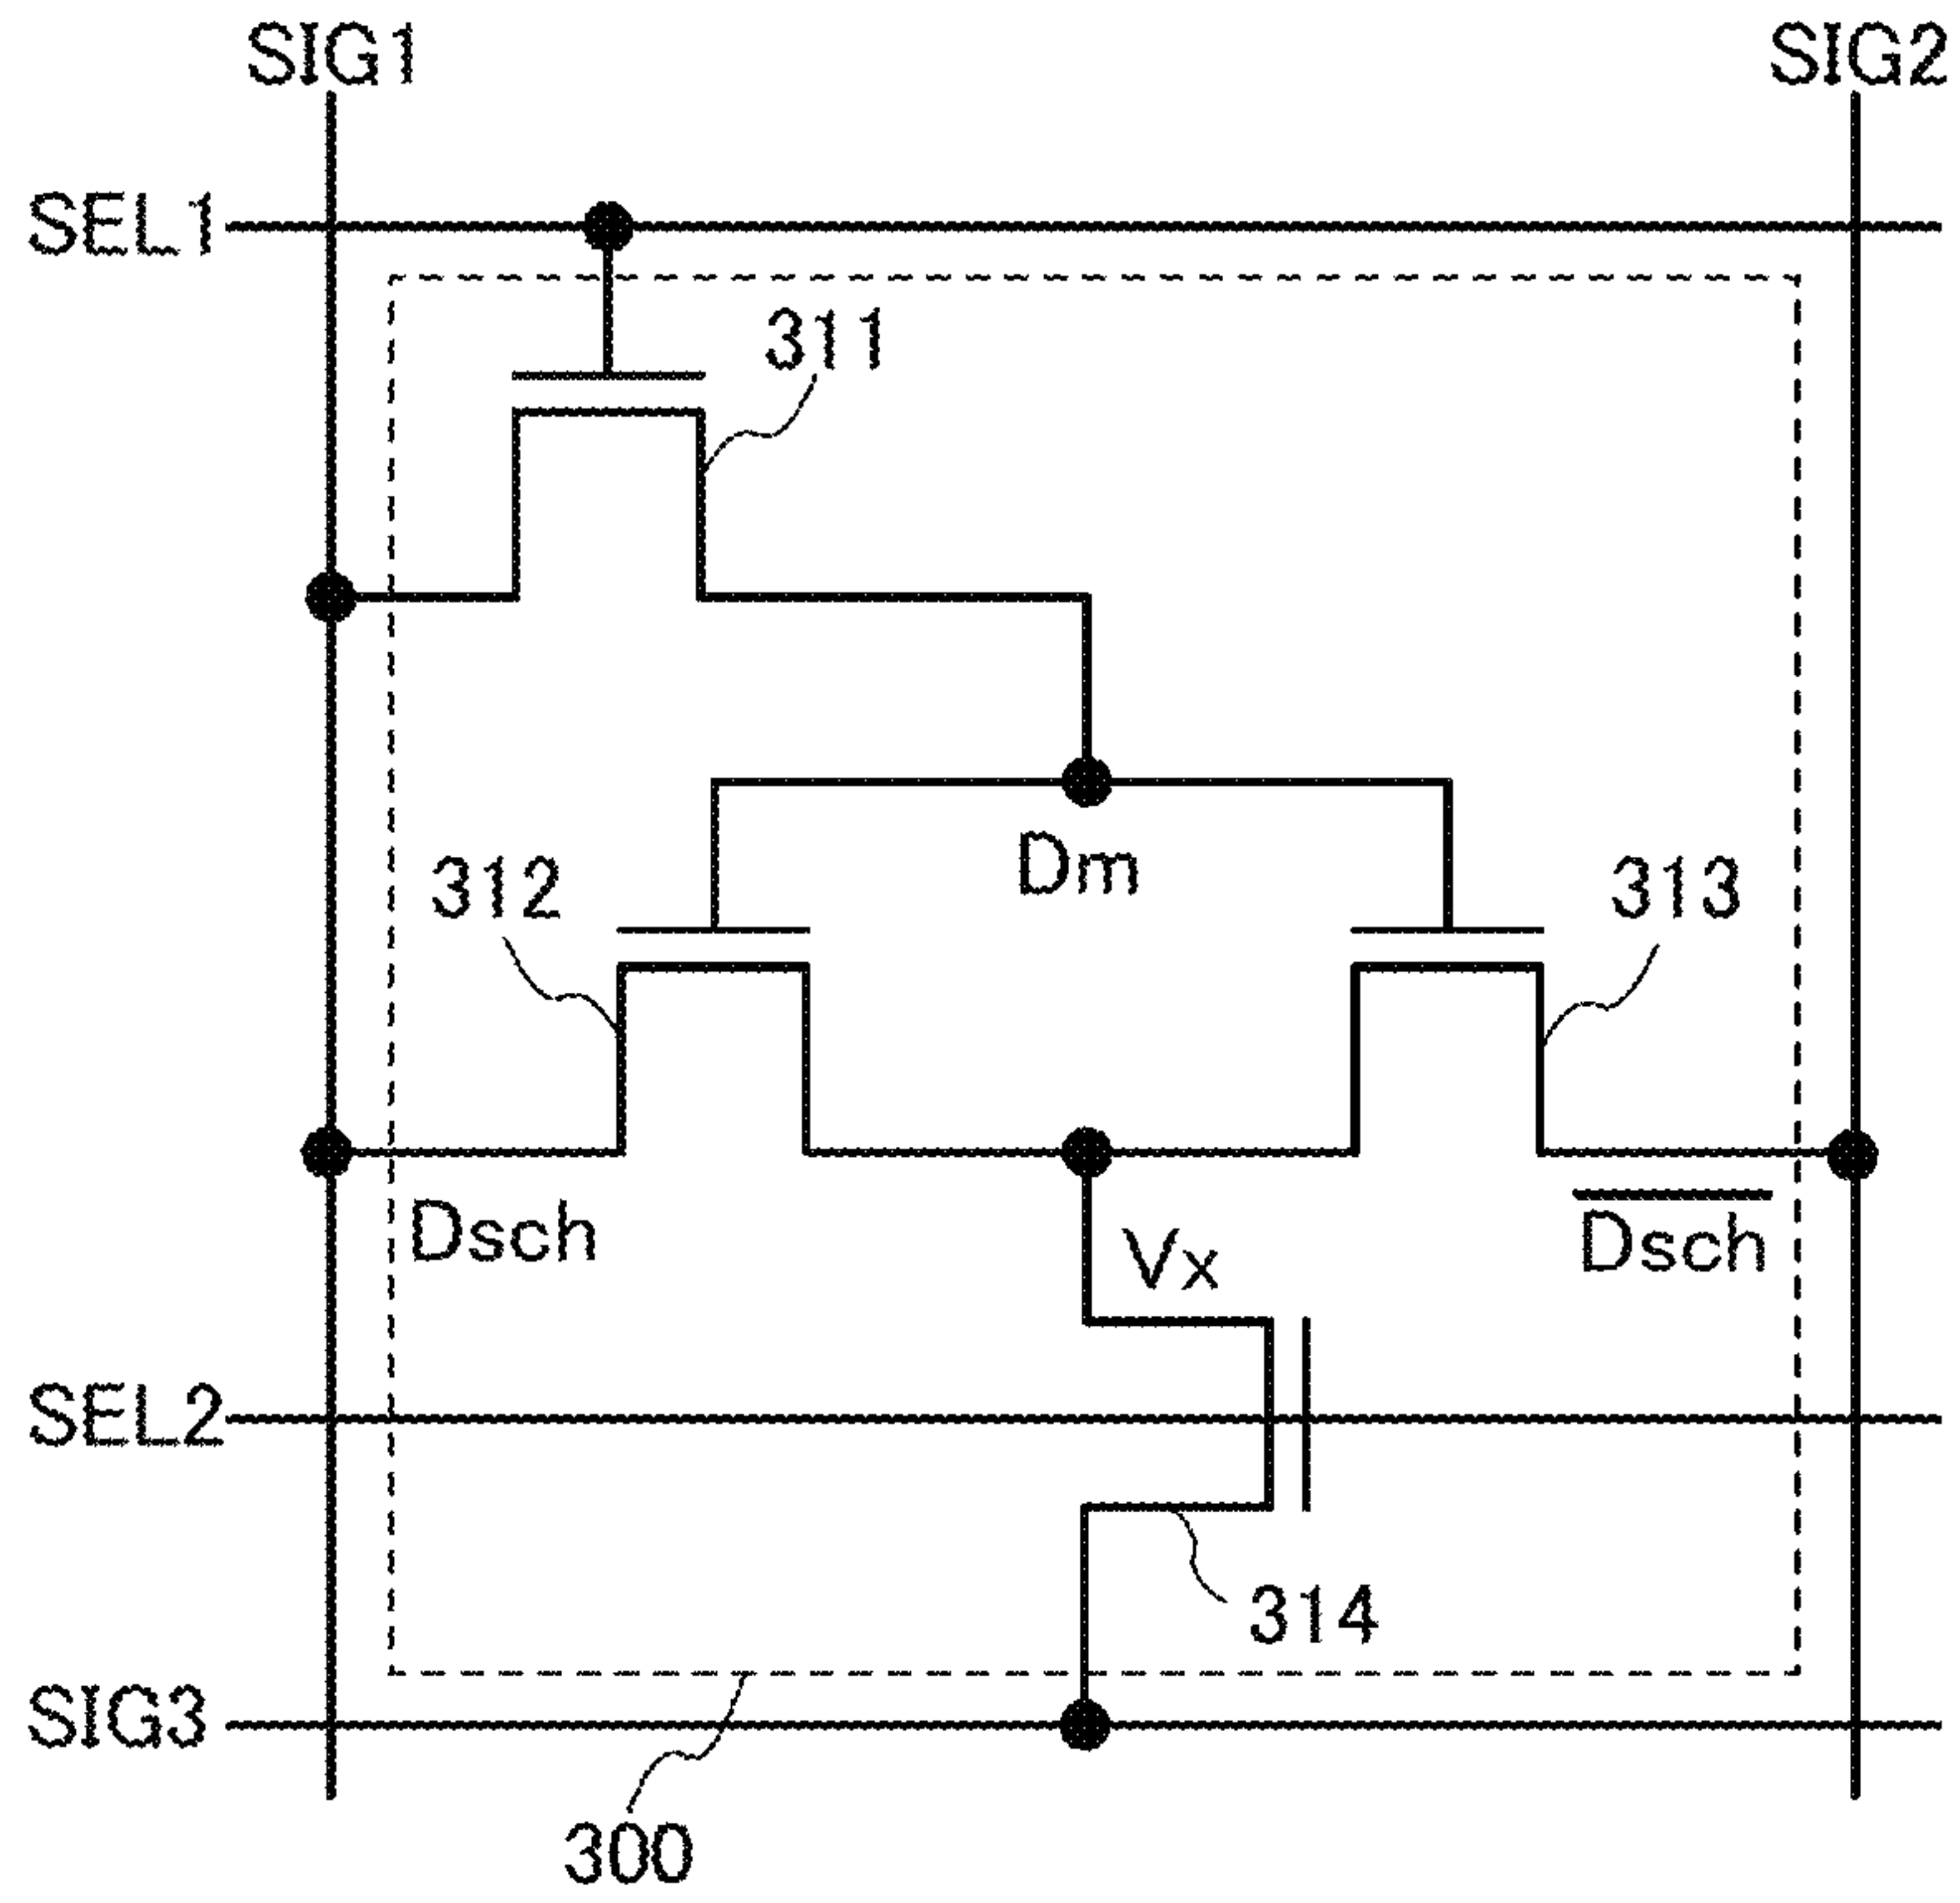 SIG1
SIG2
SEL1
311
Dm
312
313
Dsch
Dsch
Vx
SEL2
314
SIG3
300